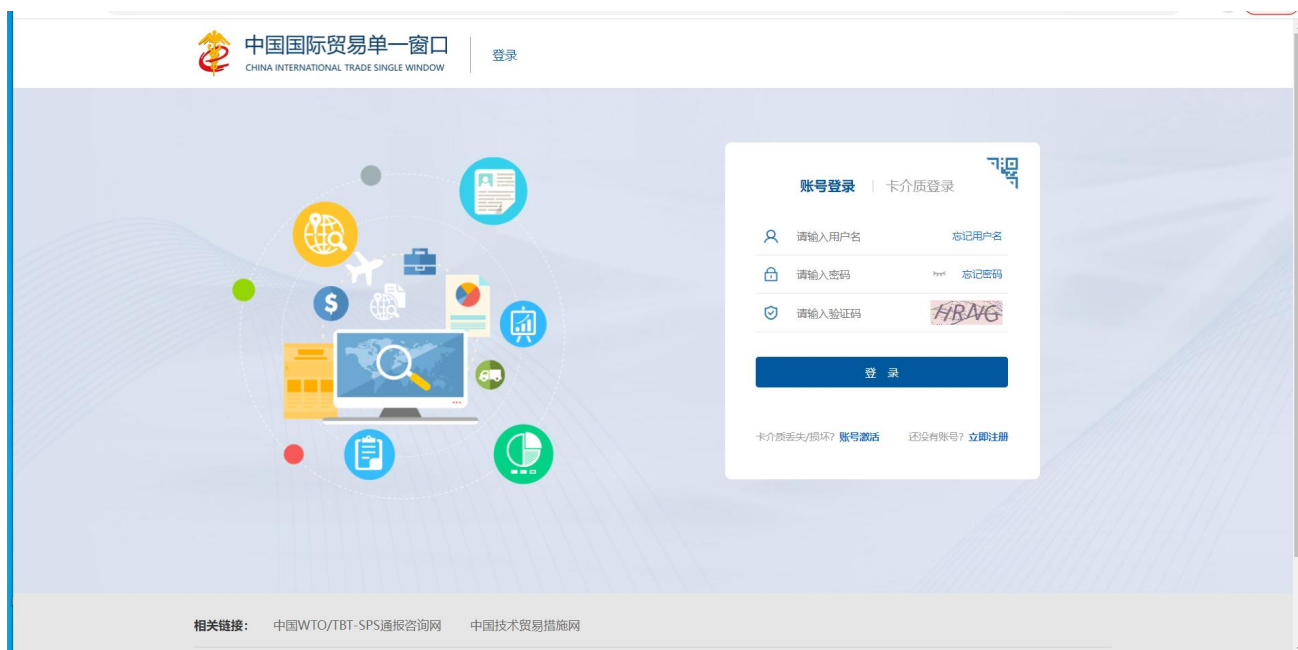 中国国际贸易单一窗口
CHINA INTERNATIONAL TRADE SINGLE WINDOW
登录
账号登录
卡介质登录
请输入用户名
忘记用户名
请输入密码
忘记密码
请输入验证码
HRNG
登 录
卡介质丢失/损坏? 账号激活
还没有账号? 立即注册
相关链接: 中国WTO/TBT-SPS通报咨询网 中国技术贸易措施网